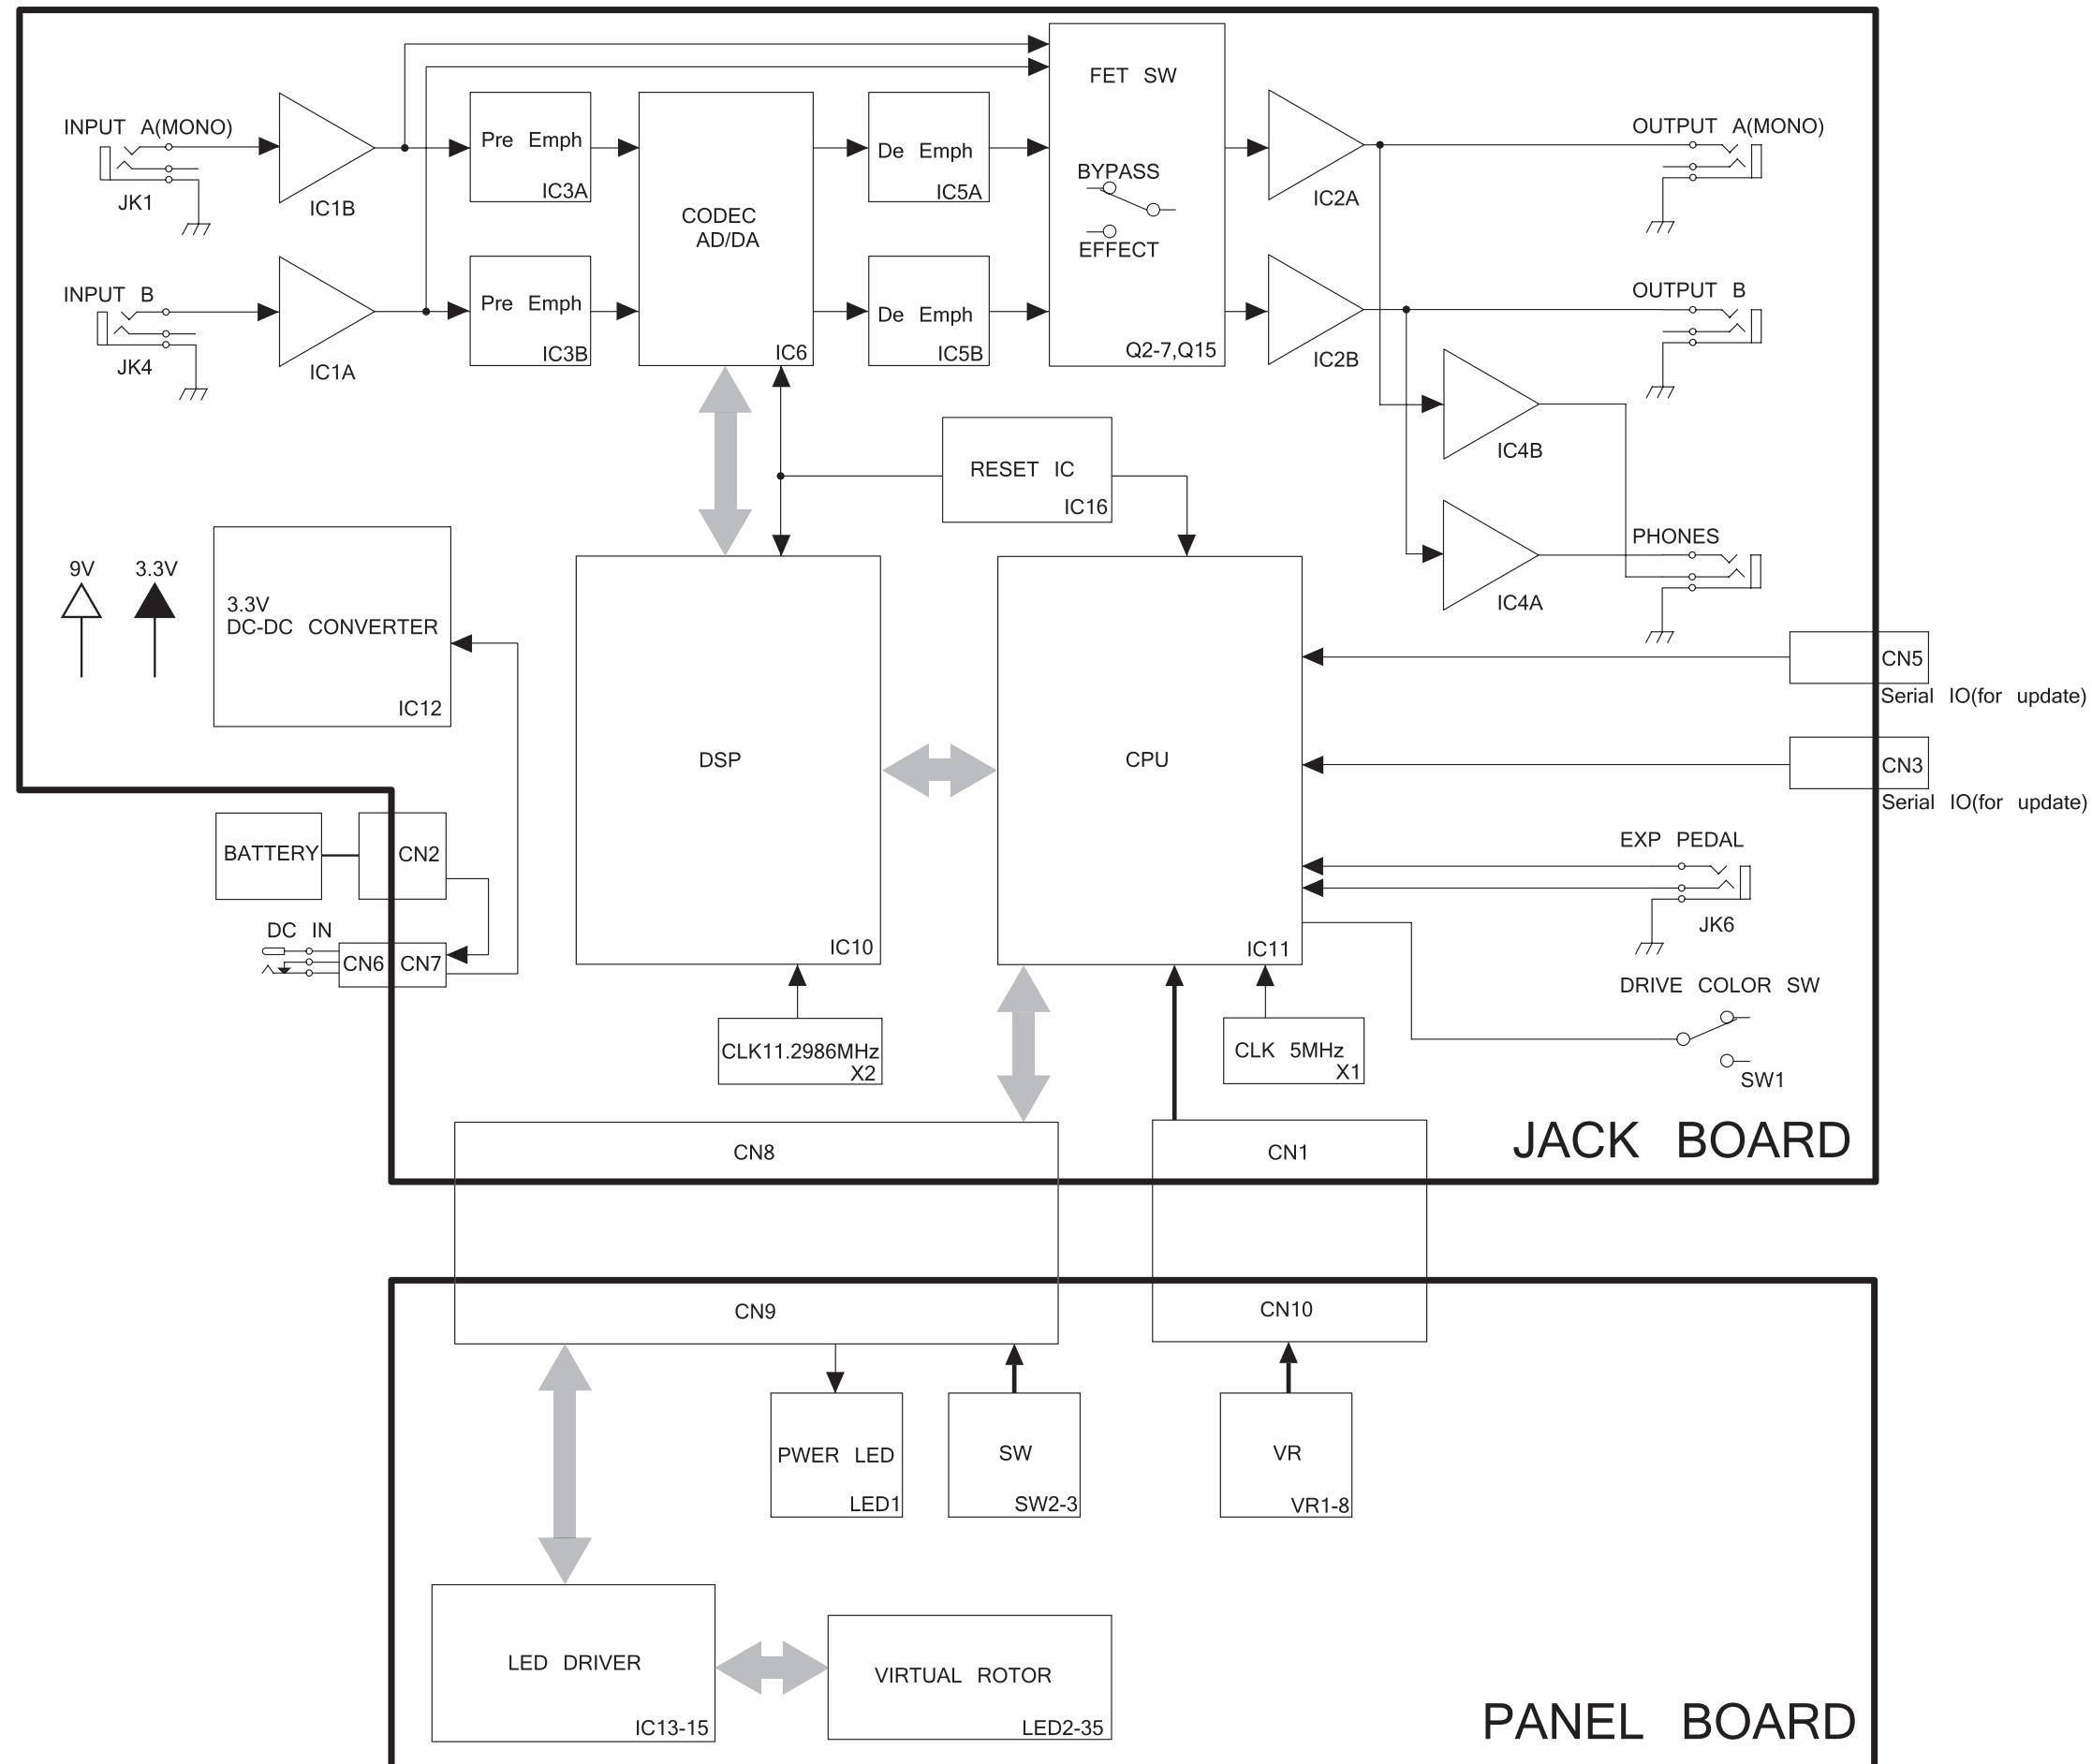 FET SW
INPUT A(MONO)
Pre Emph
De Emph
OUTPUT A(MONO)
BYPASS
JK1
IC1B
IC3A
IC5A
IC2A
CODEC
AD/DA
EFFECT
INPUT B
Pre Emph
De Emph
OUTPUT B
JK4
IC1A
IC3B
IC6
IC5B
Q2-7,Q15
IC2B
RESET IC
IC16
IC4B
PHONES
9V
3.3V
3.3V
DC-DC CONVERTER
IC12
IC4A
CN5
Serial IO(for update)
DSP
CPU
CN3
Serial IO(for update)
BATTERY
CN2
EXP PEDAL
JK6
DC IN
CN6
CN7
IC10
IC11
DRIVE COLOR SW
CLK11.2986MHz
X2
CLK 5MHz
X1
SW1
JACK BOARD
CN8
CN1
CN9
CN10
PWER LED
LED1
SW
SW2-3
VR
VR1-8
LED DRIVER
IC13-15
VIRTUAL ROTOR
LED2-35
PANEL BOARD